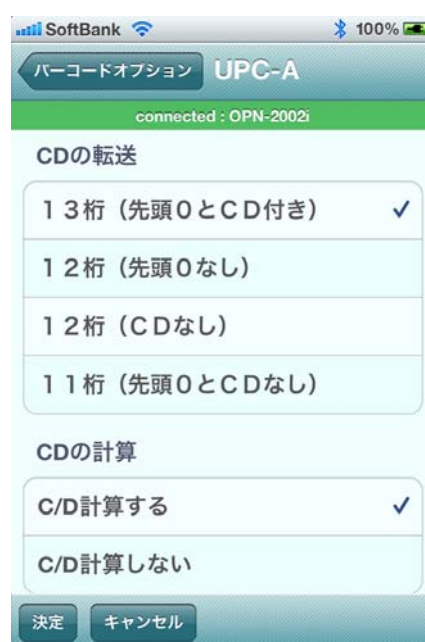 SoftBank 100%
バーコードオプション UPC-A
connected : OPN-2002i
CDの転送
13桁(先頭0とCD付き)
12桁(先頭0なし)
12桁(CDなし)
11桁(先頭0とCDなし)
CDの計算
C/D計算する
C/D計算しない
決定 キャンセル